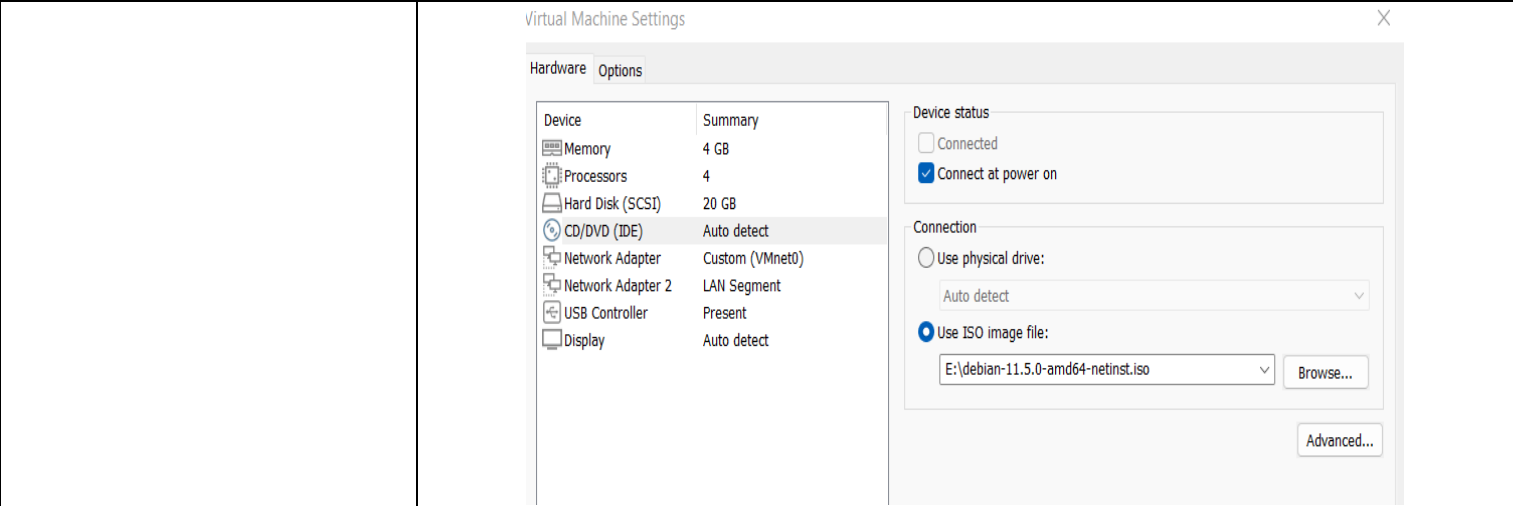 Virtual Machine Settings
Hardware Options
Device Summary
Memory 4 GB
Processors 4
Hard Disk (SCSI) 20 GB
CD/DVD (IDE) Auto detect
Network Adapter Custom (VMnet0)
Network Adapter 2 LAN Segment
USB Controller Present
Display Auto detect
Device status
Connected
Connect at power on
Connection
Use physical drive:
Auto detect
Use ISO image file:
E:\debian-11.5.0-amd64-netinst.iso
Browse...
Advanced...